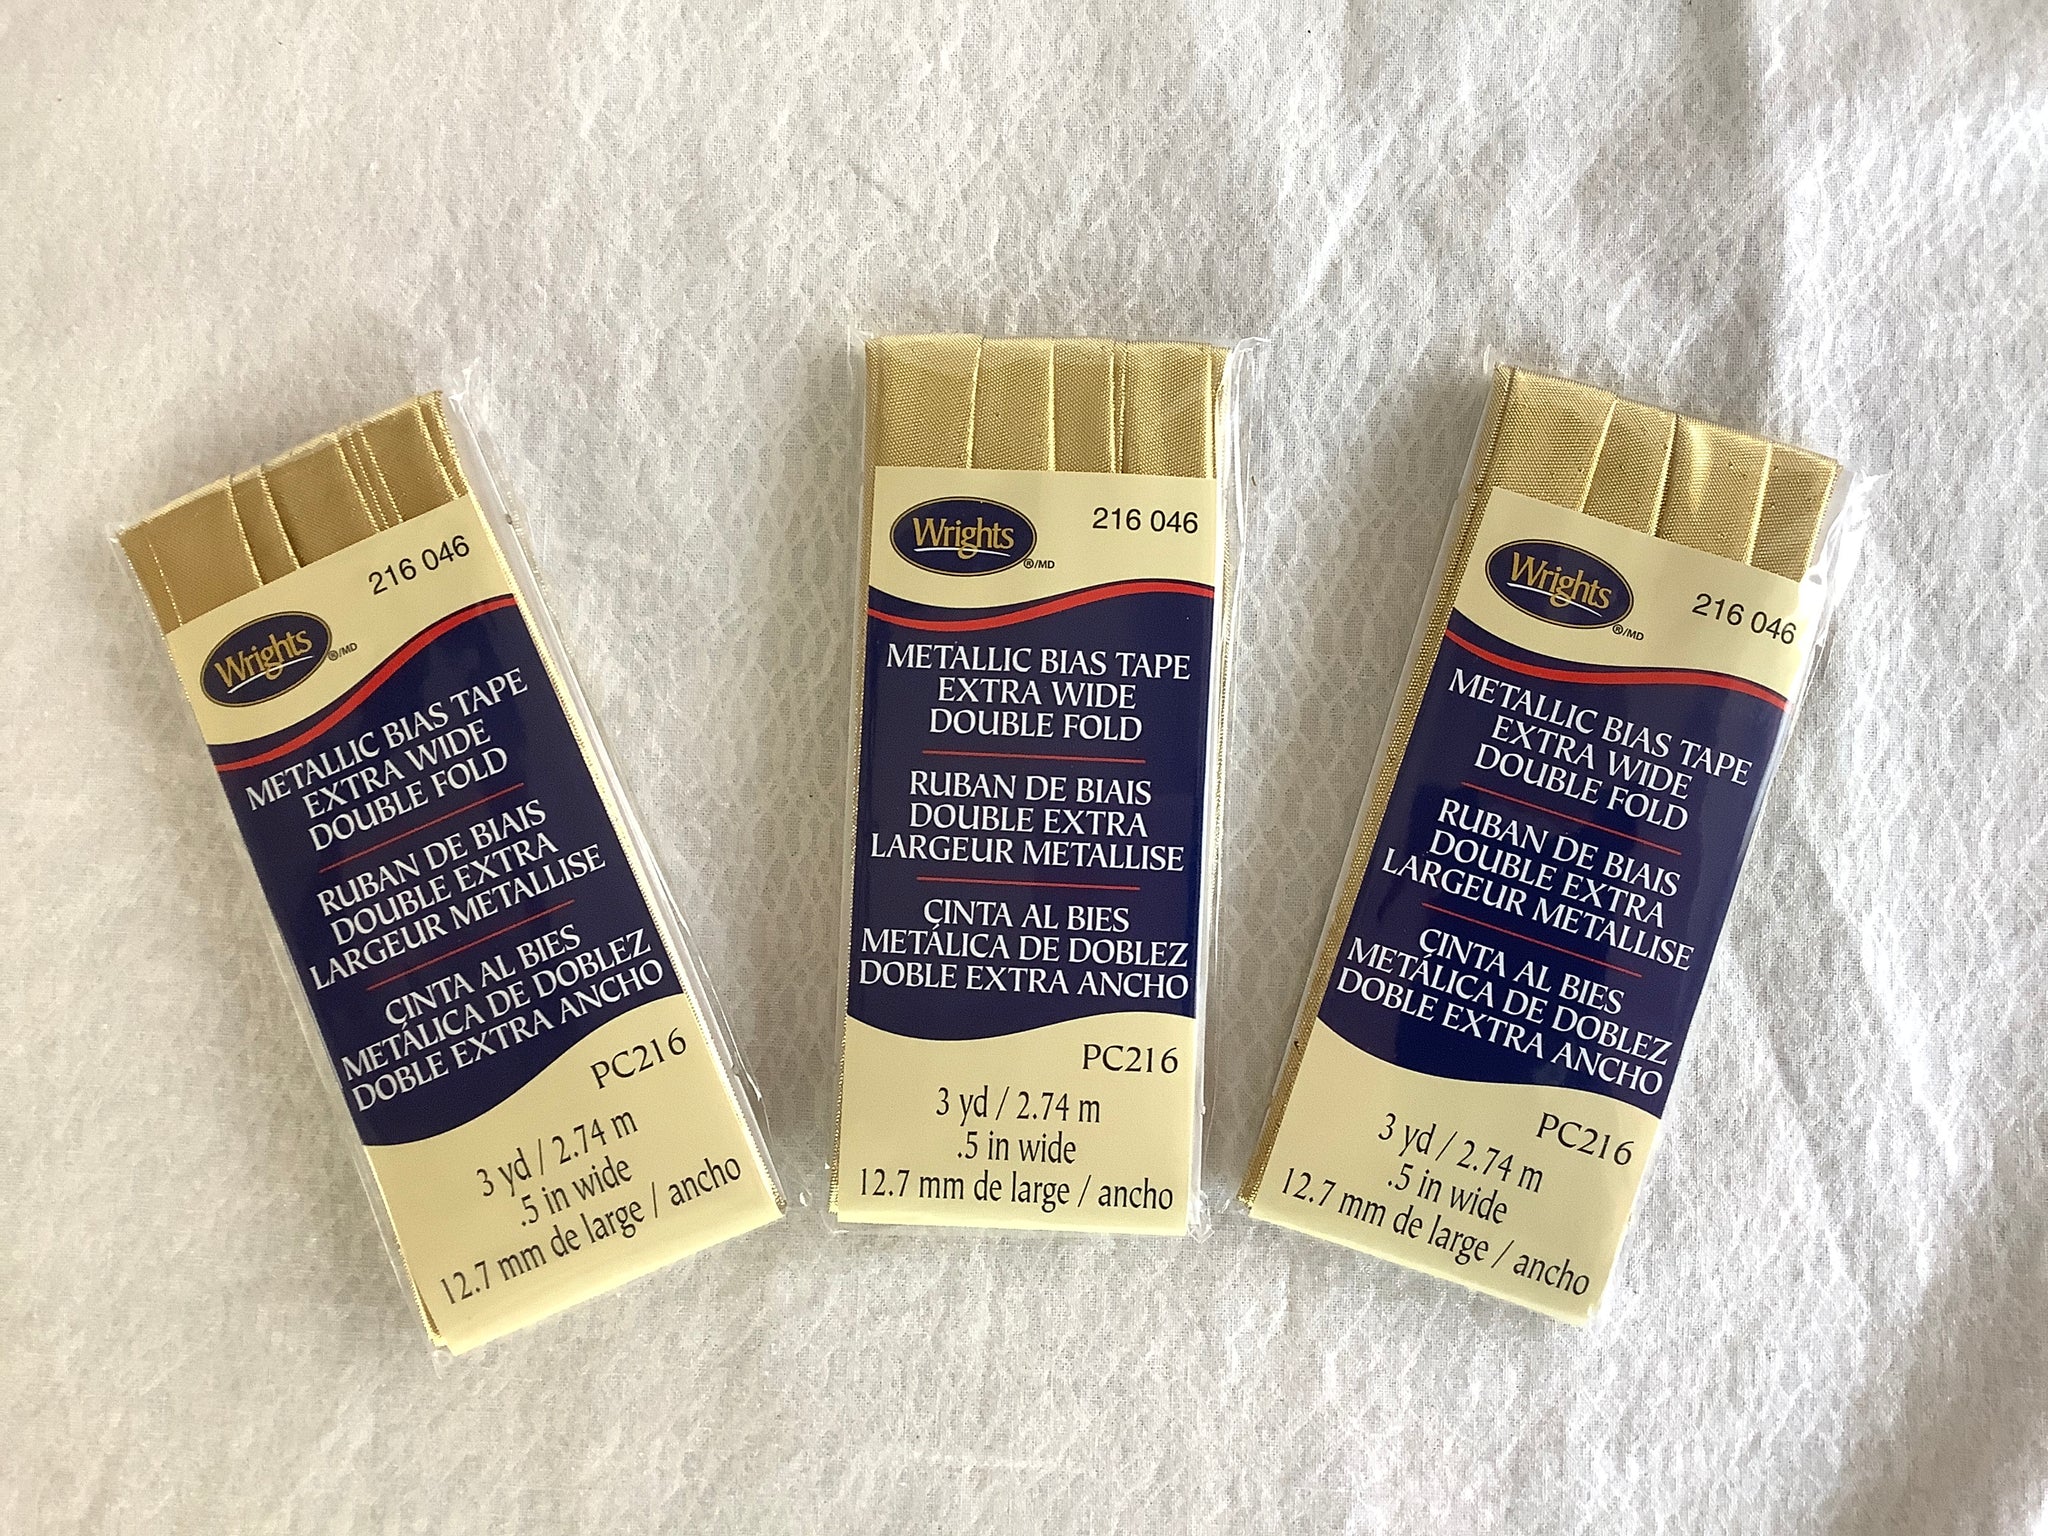 Wrights
®/MD
216 046
METALLIC BIAS TAPE
EXTRA WIDE
DOUBLE FOLD
RUBAN DE BIAIS
DOUBLE EXTRA
LARGEUR METALLISE
ÇINTA AL BIES
METÁLICA DE DOBLEZ
DOBLE EXTRA ANCHO
PC216
3 yd / 2.74 m
.5 in wide
12.7 mm de large / ancho
Wrights
®/MD
216 046
METALLIC BIAS TAPE
EXTRA WIDE
DOUBLE FOLD
RUBAN DE BIAIS
DOUBLE EXTRA
LARGEUR METALLISE
ÇINTA AL BIES
METÁLICA DE DOBLEZ
DOBLE EXTRA ANCHO
PC216
3 yd / 2.74 m
.5 in wide
12.7 mm de large / ancho
Wrights
®/MD
216 046
METALLIC BIAS TAPE
EXTRA WIDE
DOUBLE FOLD
RUBAN DE BIAIS
DOUBLE EXTRA
LARGEUR METALLISE
ÇINTA AL BIES
METÁLICA DE DOBLEZ
DOBLE EXTRA ANCHO
PC216
3 yd / 2.74 m
.5 in wide
12.7 mm de large / ancho